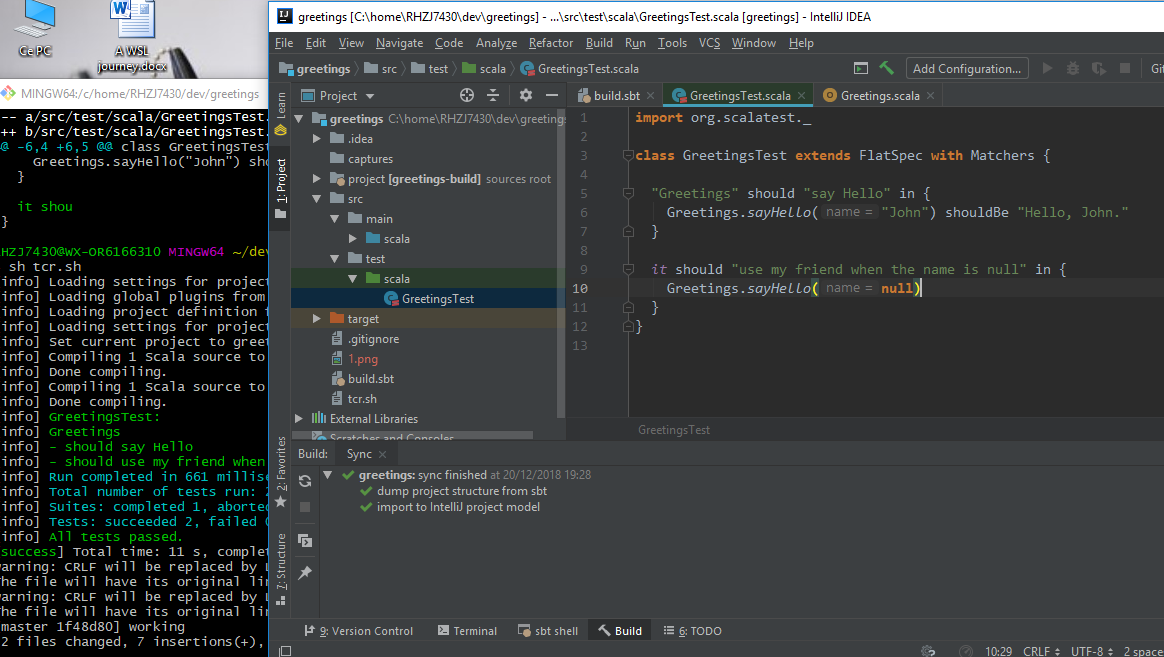 Ce PC
A WSL
journey.docx
MINGW64:/c/home/RHZJ7430/dev/greetings
-- a/src/test/scala/GreetingsTest.
++ b/src/test/scala/GreetingsTest.
@ -6,4 +6,5 @@ class GreetingsTest
Greetings.sayHello("John") sho
}
it shou
}
HZJ7430@WX-OR6166310 MINGW64 ~/dev
sh tcr.sh
info] Loading settings for project
info] Loading global plugins from
info] Loading project definition f
info] Loading settings for project
info] Set current project to greet
info] Compiling 1 Scala source to
info] Done compiling.
info] Compiling 1 Scala source to
info] Done compiling.
info] GreetingsTest:
info] Greetings
info] - should say Hello
info] - should use my friend when
info] Run completed in 661 millisec
info] Total number of tests run: 2
info] Suites: completed 1, aborted
info] Tests: succeeded 2, failed 0
info] All tests passed.
success] Total time: 11 s, complet
arning: CRLF will be replaced by L
he file will have its original lin
arning: CRLF will be replaced by L
he file will have its original lin
master 1f48d80] working
2 files changed, 7 insertions(+),
greetings [C:\home\RHZJ7430\dev\greetings] - ...\src\test\scala\GreetingsTest.scala [greetings] - IntelliJ IDEA
File Edit View Navigate Code Analyze Refactor Build Run Tools VCS Window Help
greetings src test scala GreetingsTest.scala Add Configuration... Git
Learn
1: Project
2: Favorites
7: Structure
Project
greetings C:\home\RHZJ7430\dev\greetings
.idea
captures
project [greetings-build] sources root
src
main
scala
test
scala
GreetingsTest
target
.gitignore
1.png
build.sbt
tcr.sh
External Libraries
Scratches and Consoles
build.sbt GreetingsTest.scala Greetings.scala
1 import org.scalatest._
2
3 class GreetingsTest extends FlatSpec with Matchers {
4
5 "Greetings" should "say Hello" in {
6 Greetings.sayHello( name = "John") shouldBe "Hello, John."
7 }
8
9 it should "use my friend when the name is null" in {
10 Greetings.sayHello( name = null)
11 }
12 }
13
GreetingsTest
Build: Sync
greetings: sync finished at 20/12/2018 19:28
dump project structure from sbt
import to IntelliJ project model
9: Version Control Terminal sbt shell Build 6: TODO
10:29 CRLF UTF-8 2 space